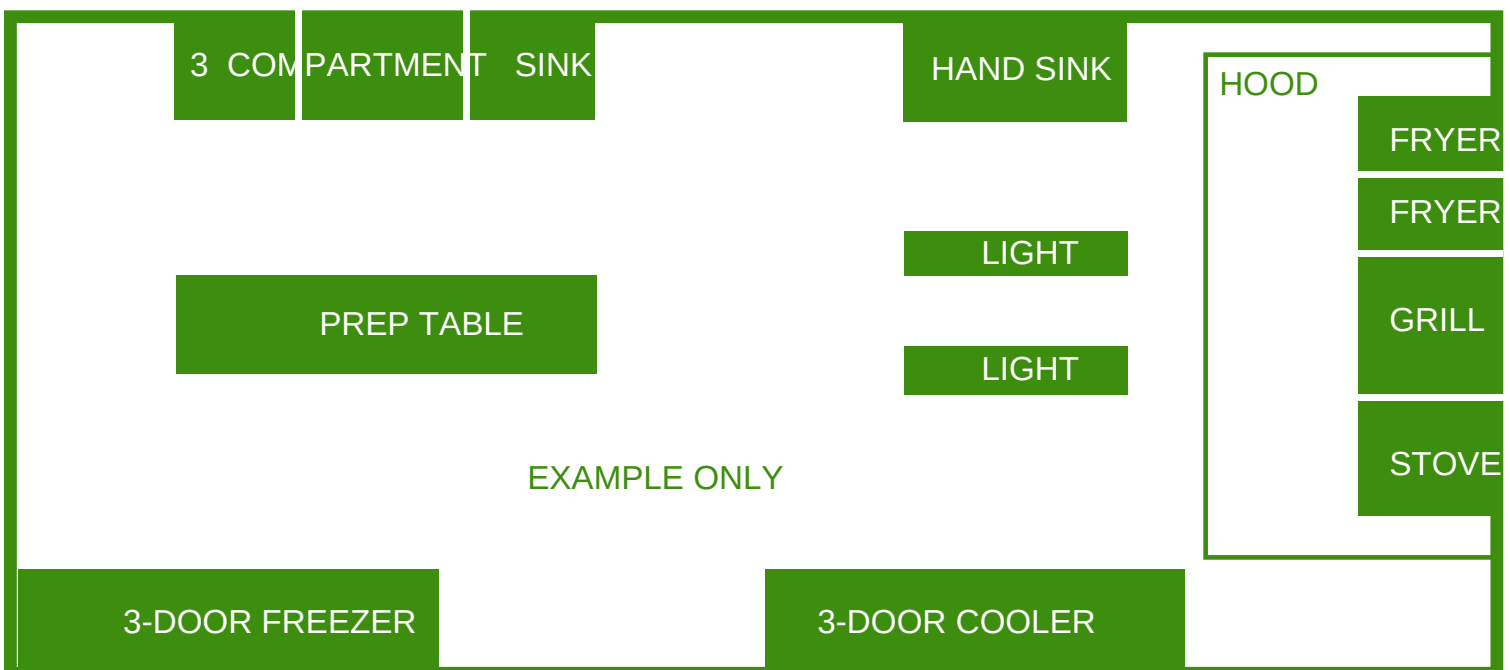 3 COMPARTMENT SINK
HAND SINK
HOOD
FRYER
FRYER
LIGHT
GRILL
PREP TABLE
LIGHT
STOVE
EXAMPLE ONLY
3-DOOR FREEZER
3-DOOR COOLER